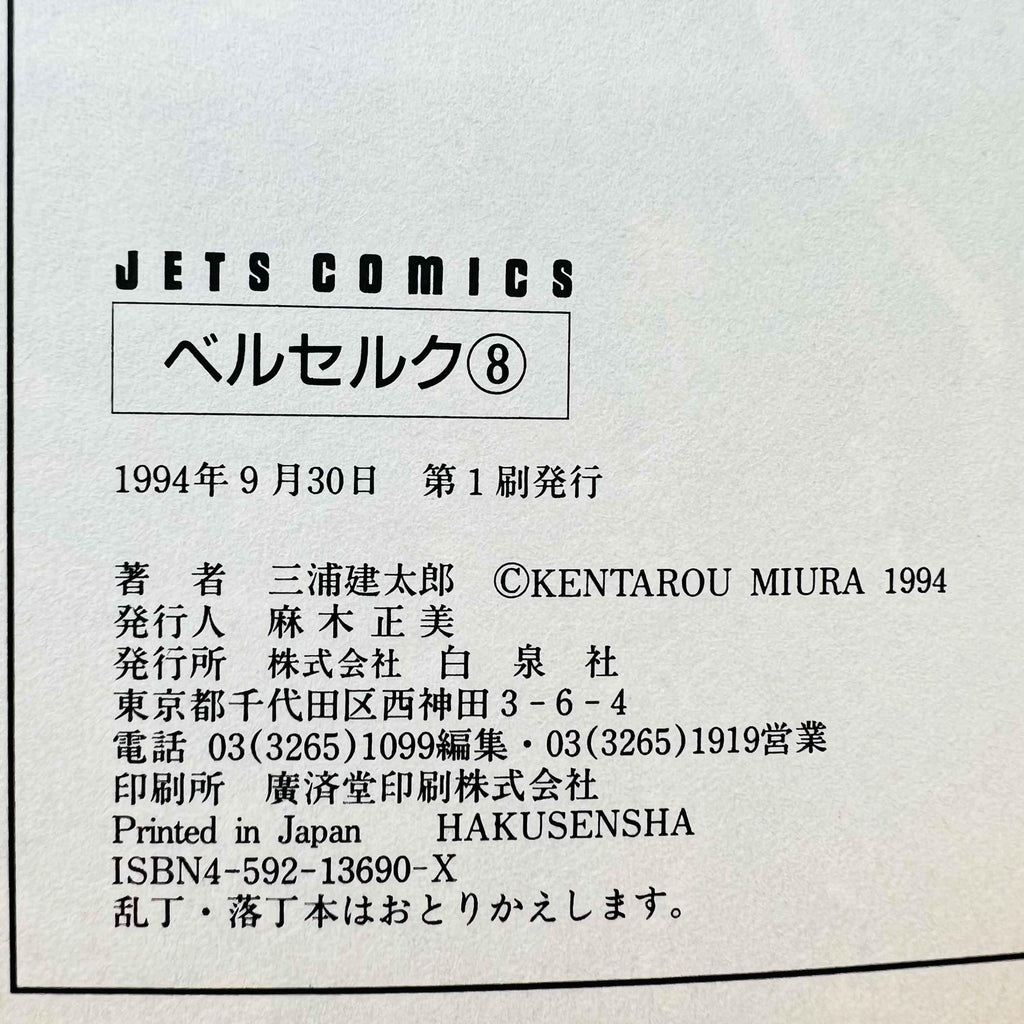 JETS COMICS
ベルセルク⑧
1994年9月30日　第1刷発行
著　者　三浦建太郎　©KENTAROU MIURA 1994
発行人　麻木正美
発行所　株式会社　白　泉　社
東京都千代田区西神田3-6-4
電話 03(3265)1099編集・03(3265)1919営業
印刷所　廣済堂印刷株式会社
Printed in Japan　HAKUSENSHA
ISBN4-592-13690-X
乱丁・落丁本はおとりかえします。